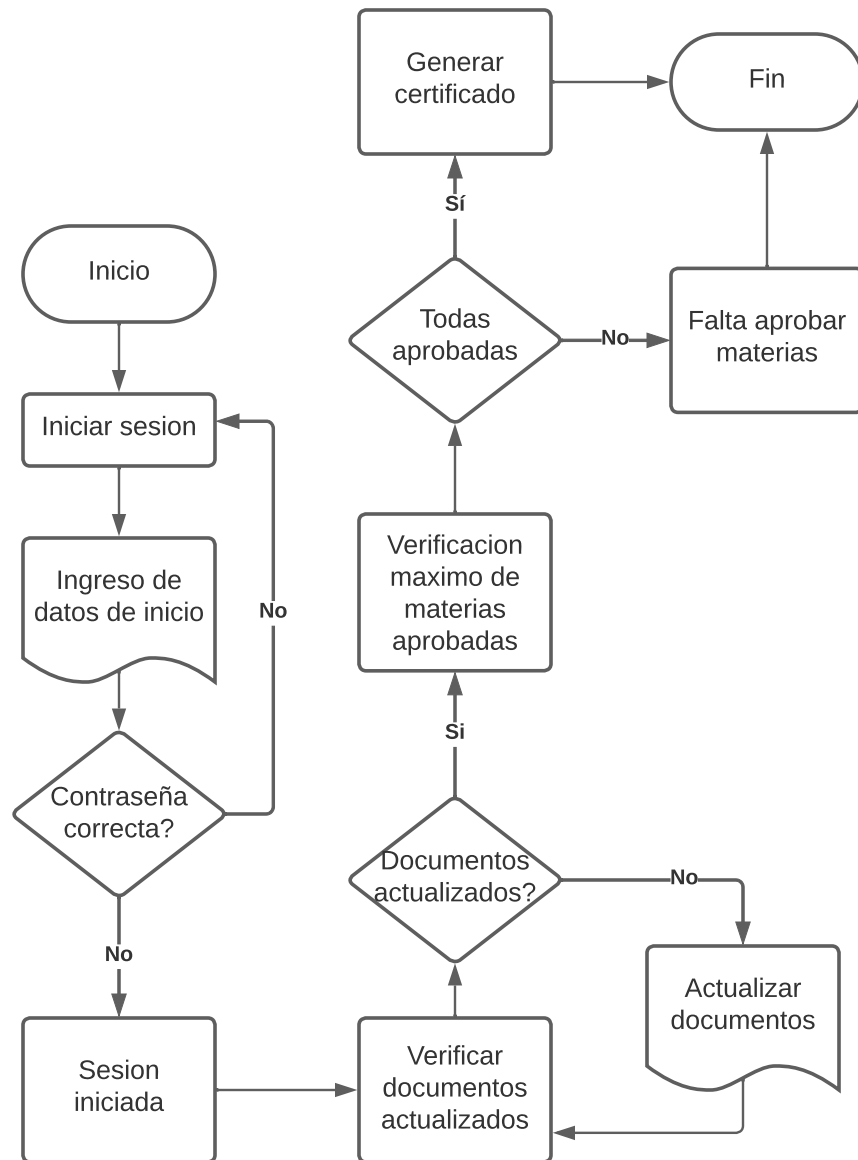 Inicio
Iniciar sesion
Ingreso de
datos de inicio
No
Contraseña
correcta?
No
Sesion
iniciada
Verificar
documentos
actualizados
Documentos
actualizados?
No
Actualizar
documentos
Si
Verificacion
maximo de
materias
aprobadas
Todas
aprobadas
No
Falta aprobar
materias
Sí
Generar
certificado
Fin